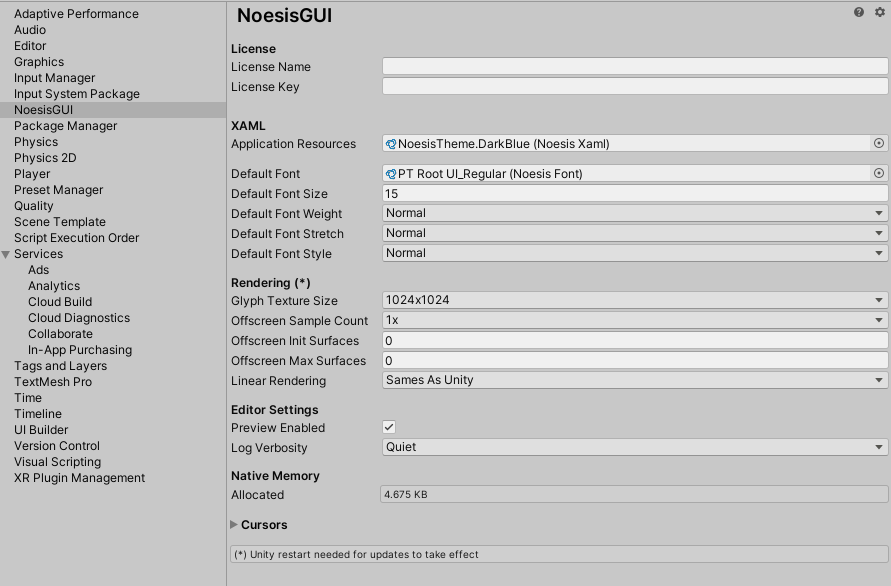 Adaptive Performance
Audio
Editor
Graphics
Input Manager
Input System Package
NoesisGUI
Package Manager
Physics
Physics 2D
Player
Preset Manager
Quality
Scene Template
Script Execution Order
Services
Ads
Analytics
Cloud Build
Cloud Diagnostics
Collaborate
In-App Purchasing
Tags and Layers
TextMesh Pro
Time
Timeline
UI Builder
Version Control
Visual Scripting
XR Plugin Management
NoesisGUI
License
License Name
License Key
XAML
Application Resources NoesisTheme.DarkBlue (Noesis Xaml)
Default Font PT Root UI_Regular (Noesis Font)
Default Font Size 15
Default Font Weight Normal
Default Font Stretch Normal
Default Font Style Normal
Rendering (*)
Glyph Texture Size 1024x1024
Offscreen Sample Count 1x
Offscreen Init Surfaces 0
Offscreen Max Surfaces 0
Linear Rendering Sames As Unity
Editor Settings
Preview Enabled
Log Verbosity Quiet
Native Memory
Allocated 4.675 KB
Cursors
(*) Unity restart needed for updates to take effect